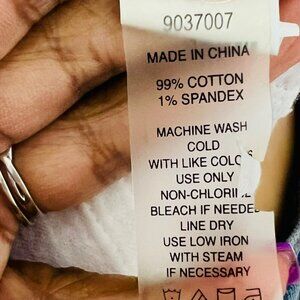 9037007
MADE IN CHINA
99% COTTON
1% SPANDEX
MACHINE WASH
COLD
WITH LIKE
USE ONLY
BLEACH IF
LINE DRY
USE LOW IRON
WITH STEAM
IF NECESSARY